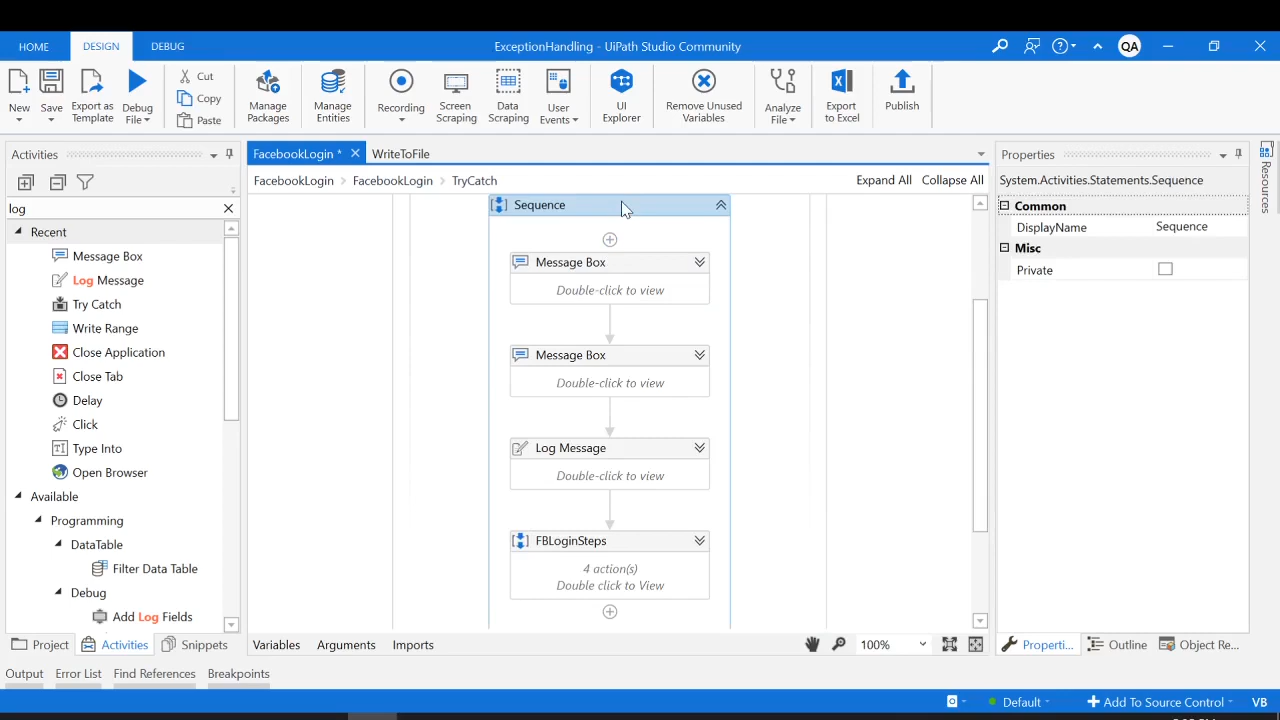 HOME DESIGN DEBUG ExceptionHandling - UiPath Studio Community QA
New Save Export as Template Debug File Cut Copy Paste Manage Packages Manage Entities Recording Screen Scraping Data Scraping User Events UI Explorer Remove Unused Variables Analyze File Export to Excel Publish
Activities
FacebookLogin * WriteToFile
Properties
Resources
FacebookLogin FacebookLogin TryCatch Expand All Collapse All
System.Activities.Statements.Sequence
log
Recent
Message Box
Log Message
Try Catch
Write Range
Close Application
Close Tab
Delay
Click
Type Into
Open Browser
Available
Programming
DataTable
Filter Data Table
Debug
Add Log Fields
Sequence
Message Box
Double-click to view
Message Box
Double-click to view
Log Message
Double-click to view
FBLoginSteps
4 action(s)
Double click to View
Common
DisplayName Sequence
Misc
Private
Project Activities Snippets
Variables Arguments Imports 100%
Properti... Outline Object Re...
Output Error List Find References Breakpoints
Default Add To Source Control VB